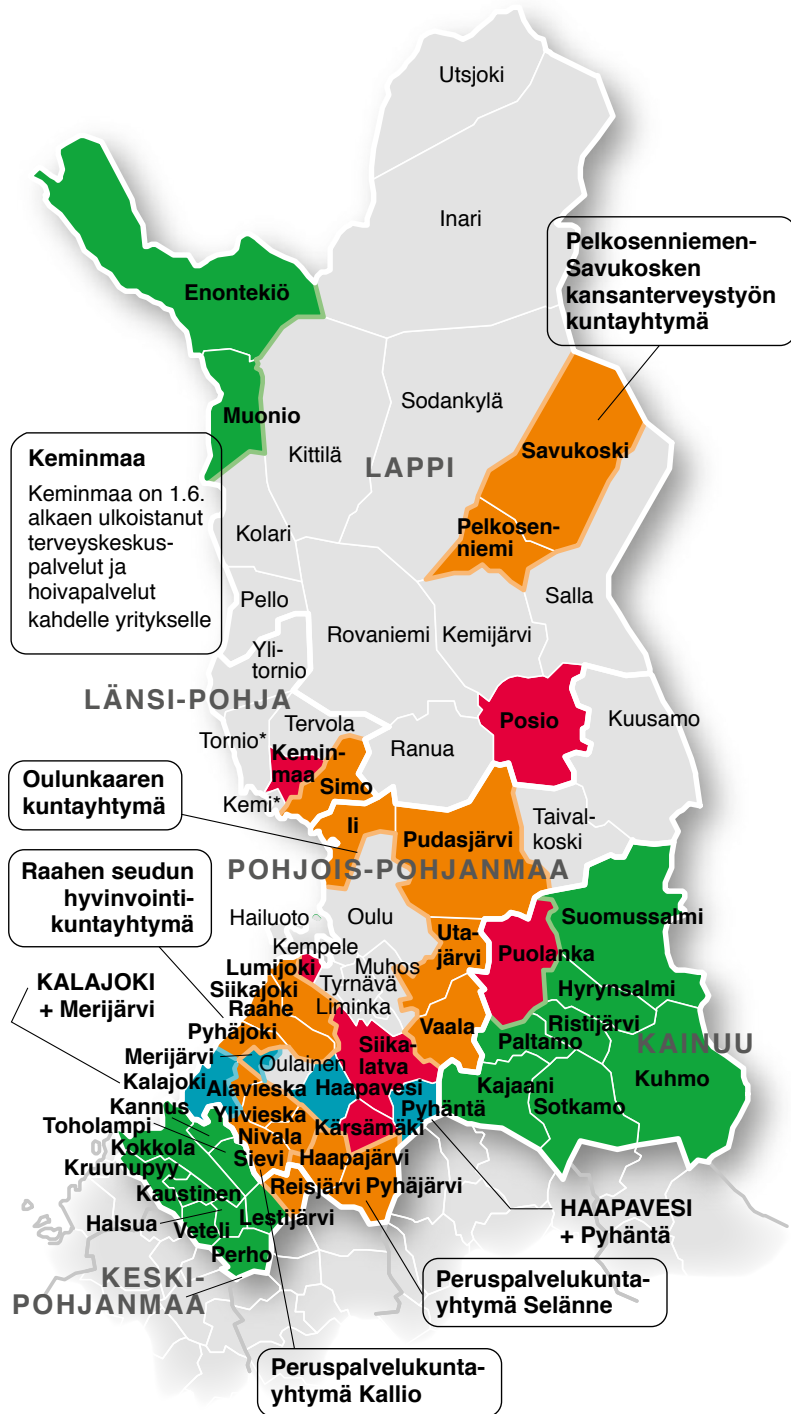 Utsjoki
Inari
Pelkosenniemen-
Savukosken
kansanterveystyön
kuntayhtymä
Enontekiö
Muonio
Sodankylä
Kittilä
Savukoski
LAPPI
Keminmaa
Keminmaa on 1.6.
alkaen ulkoistanut
terveyskeskus-
palvelut ja
hoivapalvelut
kahdelle yritykselle
Kolari
Pelkosen-
niemi
Pello
Salla
Rovaniemi
Kemijärvi
Yli-
tornio
LÄNSI-POHJA
Posio
Kuusamo
Tervola
Tornio*
Ranua
Kemin-
maa
Simo
Kemi*
Oulunkaaren
kuntayhtymä
Ii
Pudasjärvi
Taival-
koski
POHJOIS-POHJANMAA
Raahen seudun
hyvinvointi-
kuntayhtymä
Hailuoto
Oulu
Suomussalmi
Uta-
järvi
Puolanka
Kempele
Muhos
Lumijoki
Tyrnävä
Siikajoki
Liminka
Raahe
Hyrynsalmi
KALAJOKI
+ Merijärvi
Pyhäjoki
Vaala
Ristijärvi
Siika-
latva
Paltamo
KAINUU
Merijärvi
Oulainen
Kalajoki
Alavieska
Haapavesi
Kajaani
Kuhmo
Pyhäntä
Sotkamo
Kannus
Ylivieska
Toholampi
Kärsämäki
Nivala
Kokkola
Sievi
Haapajärvi
Kruunupyy
Reisjärvi
Pyhäjärvi
Kaustinen
HAAPAVESI
+ Pyhäntä
Halsua
Lestijärvi
Veteli
Perho
KESKI-
POHJANMAA
Peruspalvelukunta-
yhtymä Selänne
Peruspalvelukunta-
yhtymä Kallio